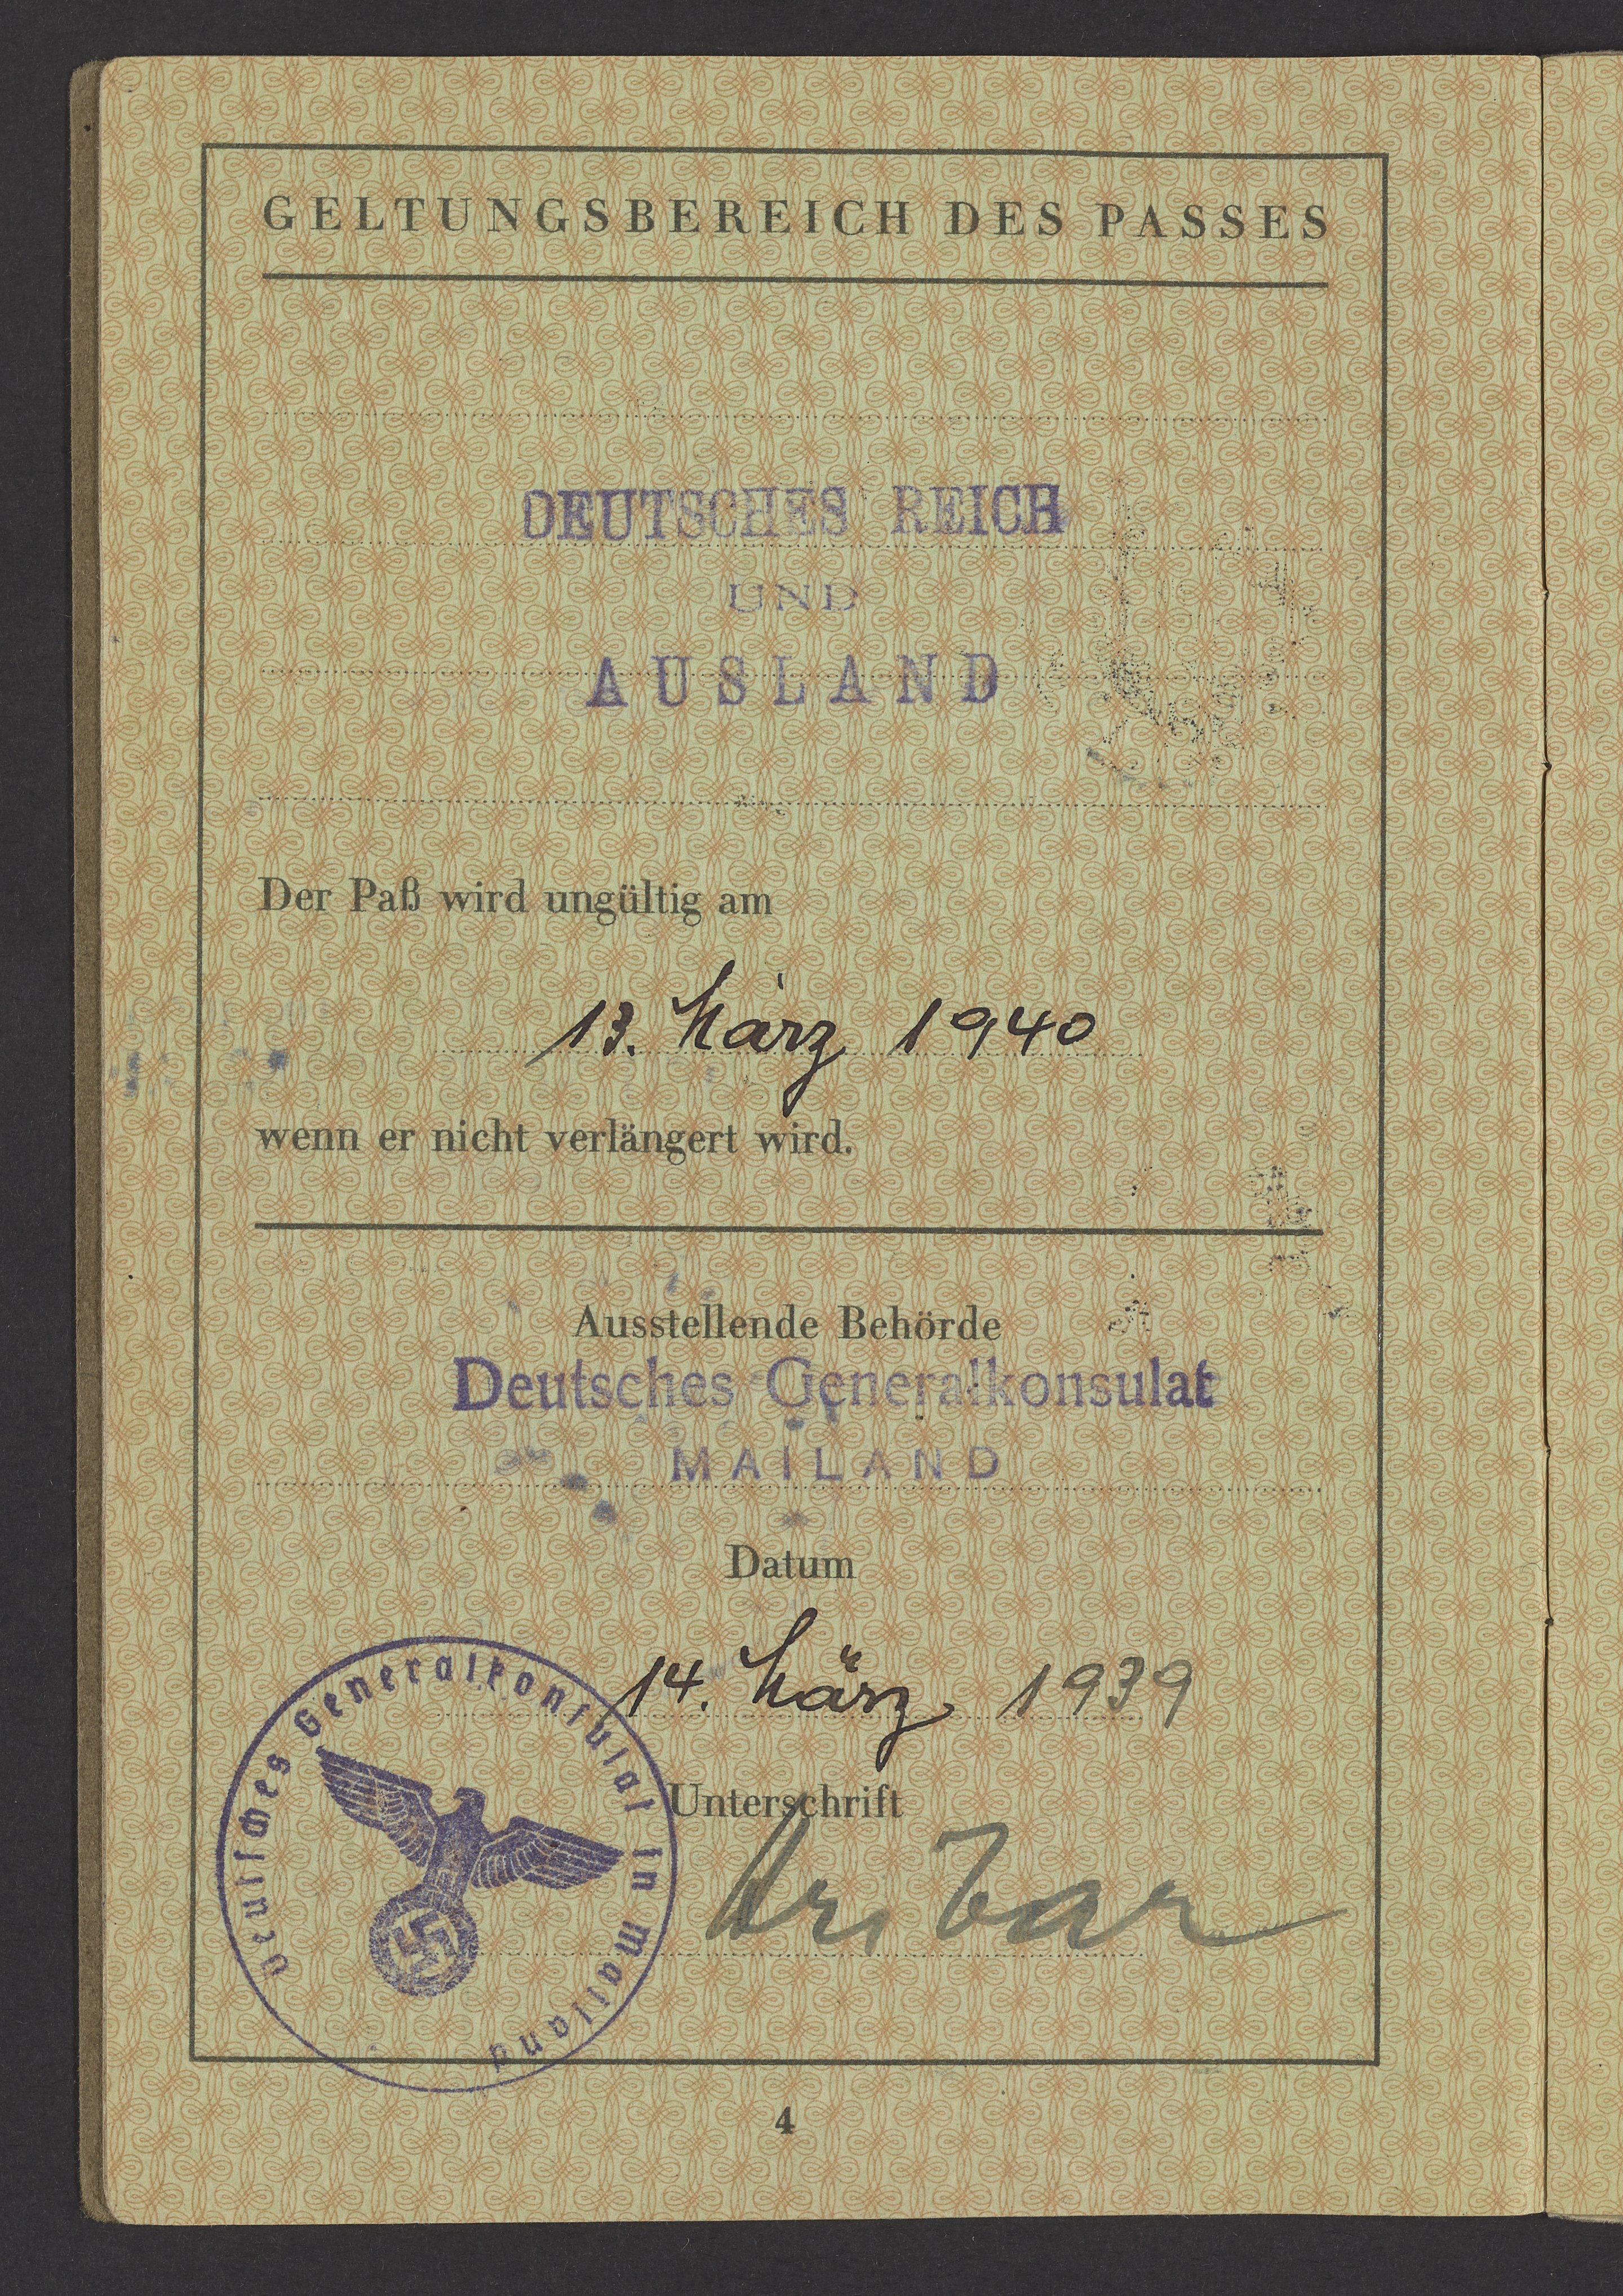 GELTUNGSBEREICH DES PASSES
DEUTSCHES REICH
UND
AUSLAND
Der Paß wird ungültig am
13. März 1940
wenn er nicht verlängert wird.
Ausstellende Behörde
Deutsches Generalkonsulat
MAILAND
Datum
14. März 1939
Unterschrift
Deutsches Generalkonsulat in Mailand
4